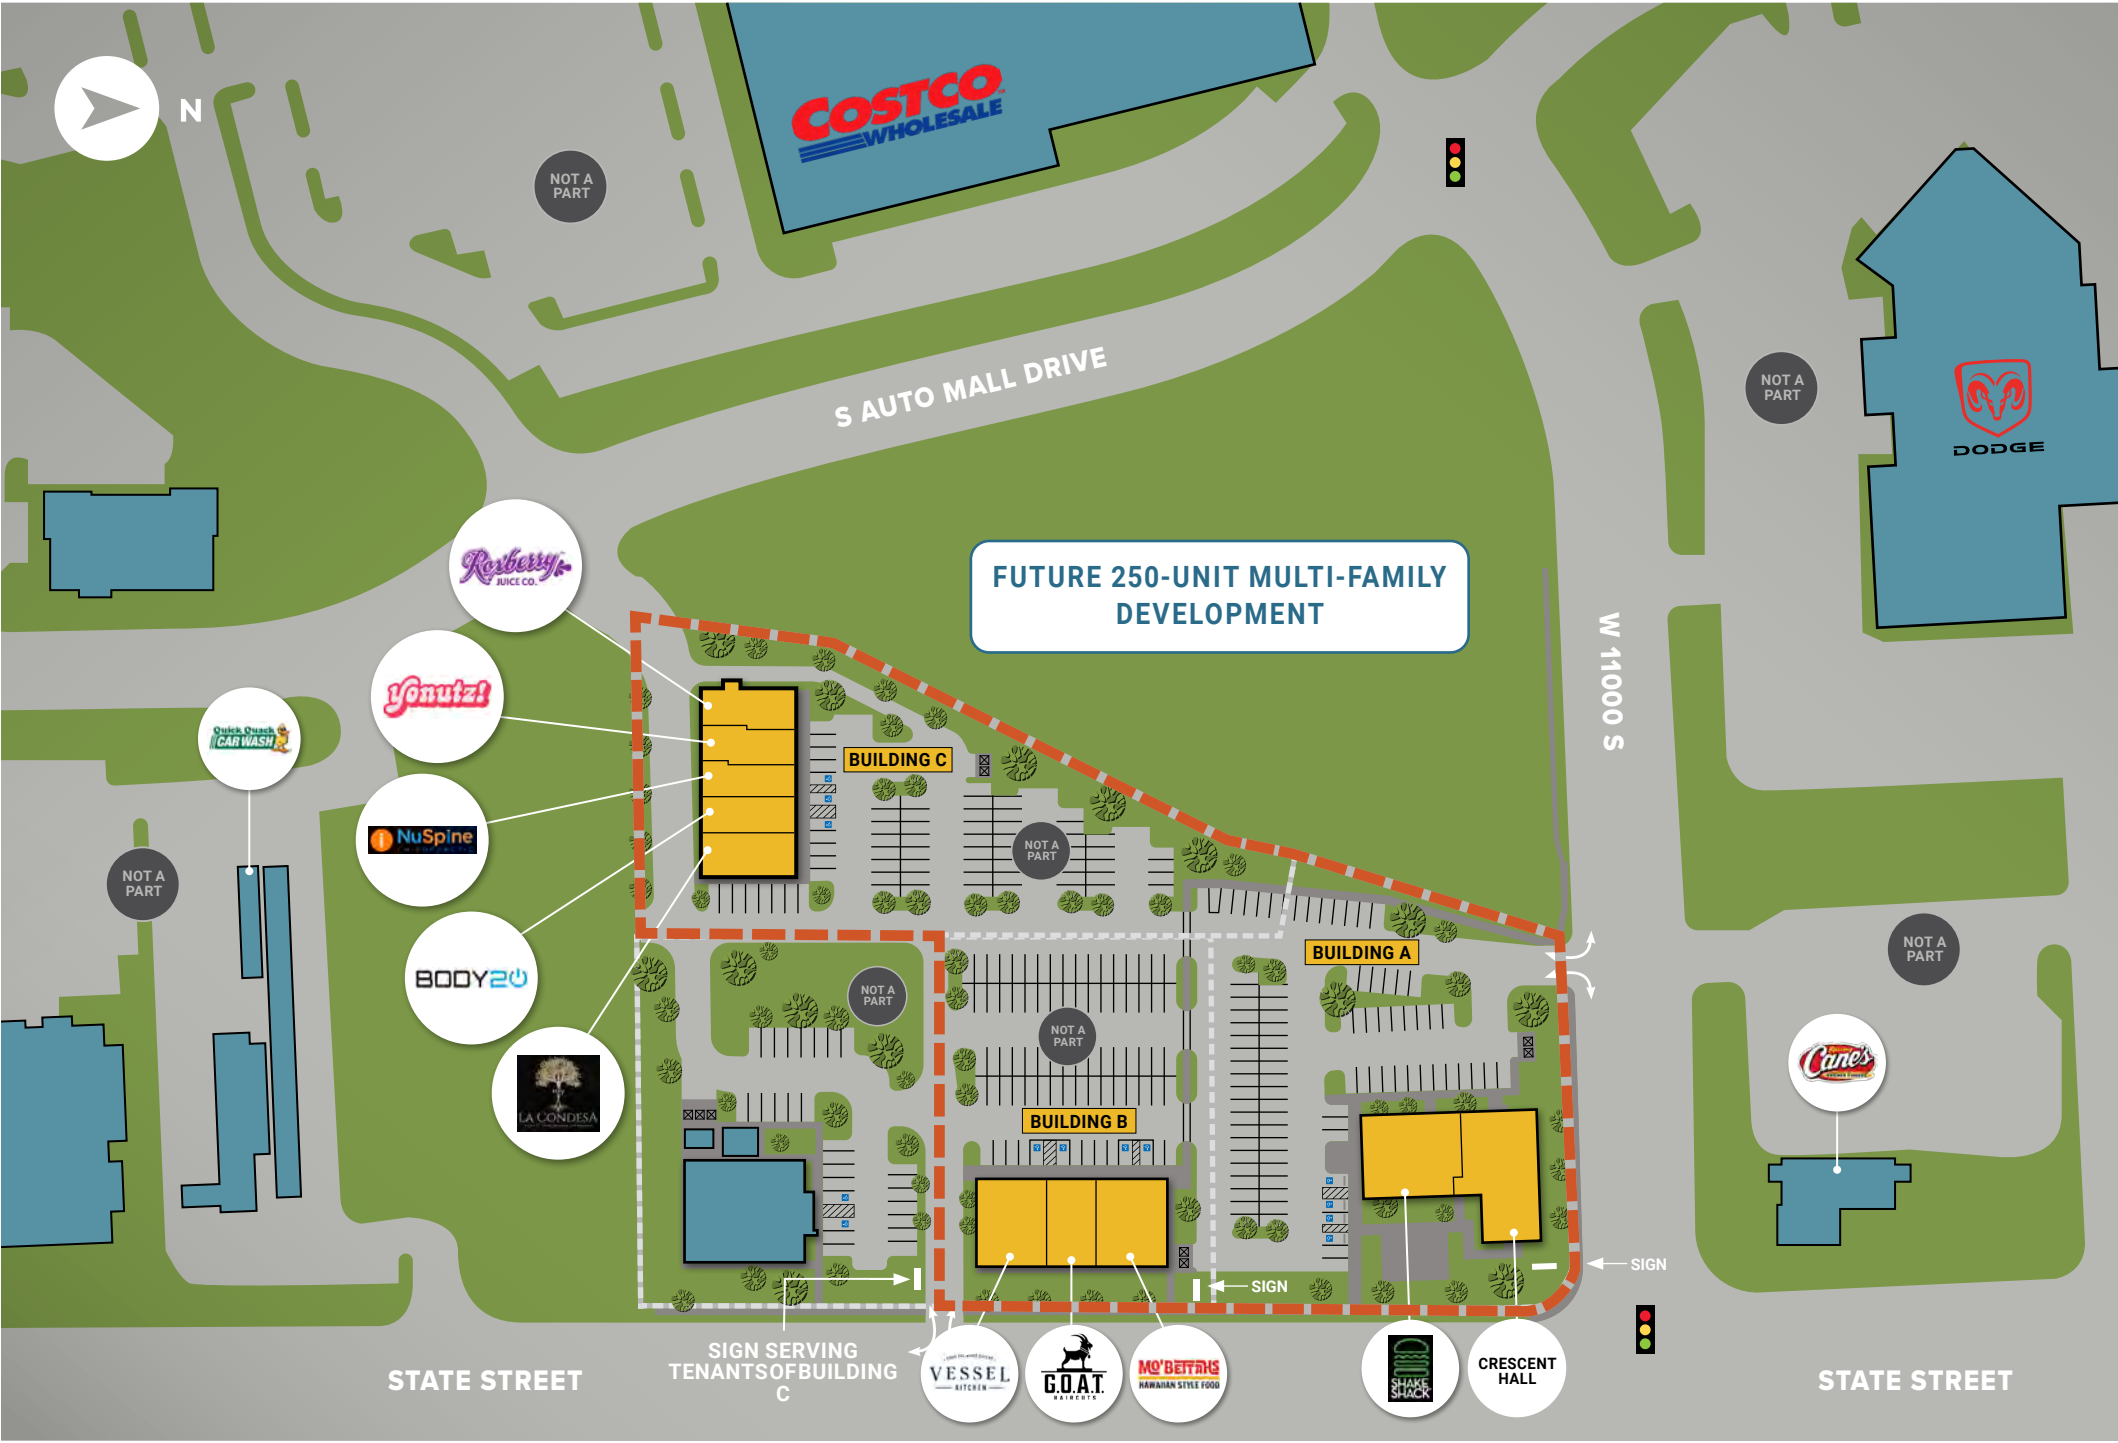 N
COSTCO
WHOLESALE
NOT A
PART
S AUTO MALL DRIVE
NOT A
PART
DODGE
Roxberry
JUICE CO.
FUTURE 250-UNIT MULTI-FAMILY
DEVELOPMENT
W 11000 S
yonutz!
Quick Quack
CAR WASH
BUILDING C
NuSpine
NOT A
PART
NOT A
PART
BUILDING A
NOT A
PART
BODY20
NOT A
PART
NOT A
PART
Cane's
LA CONDESA
BUILDING B
SIGN
SIGN
SIGN SERVING
TENANTSOFBUILDING
C
VESSEL
KITCHEN
G.O.A.T.
HAIRCUTS
MO'BETTAHS
HAWAIIAN STYLE FOOD
SHAKE
SHACK
CRESCENT
HALL
STATE STREET
STATE STREET